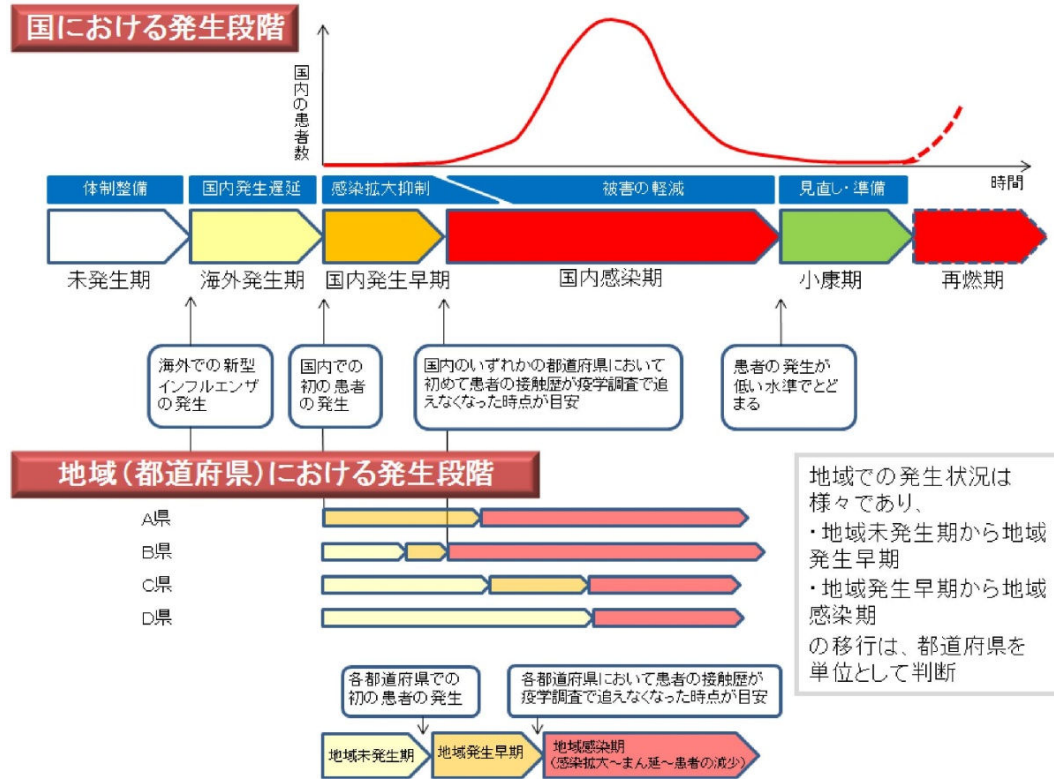 国における発生段階
国内の患者数
時間
体制整備
国内発生遅延
感染拡大抑制
被害の軽減
見直し・準備
未発生期
海外発生期
国内発生早期
国内感染期
小康期
再燃期
海外での新型
インフルエンザ
の発生
国内での
初の患者
の発生
国内のいずれかの都道府県において
初めて患者の接触歴が疫学調査で追
えなくなった時点が目安
患者の発生が
低い水準でとど
まる
地域(都道府県)における発生段階
A県
B県
C県
D県
地域での発生状況は
様々であり、
・地域未発生期から地域
発生早期
・地域発生早期から地域
感染期
の移行は、都道府県を
単位として判断
各都道府県での
初の患者の発生
各都道府県において患者の接触歴が
疫学調査で追えなくなった時点が目安
地域未発生期
地域発生早期
地域感染期
(感染拡大~まん延~患者の減少)